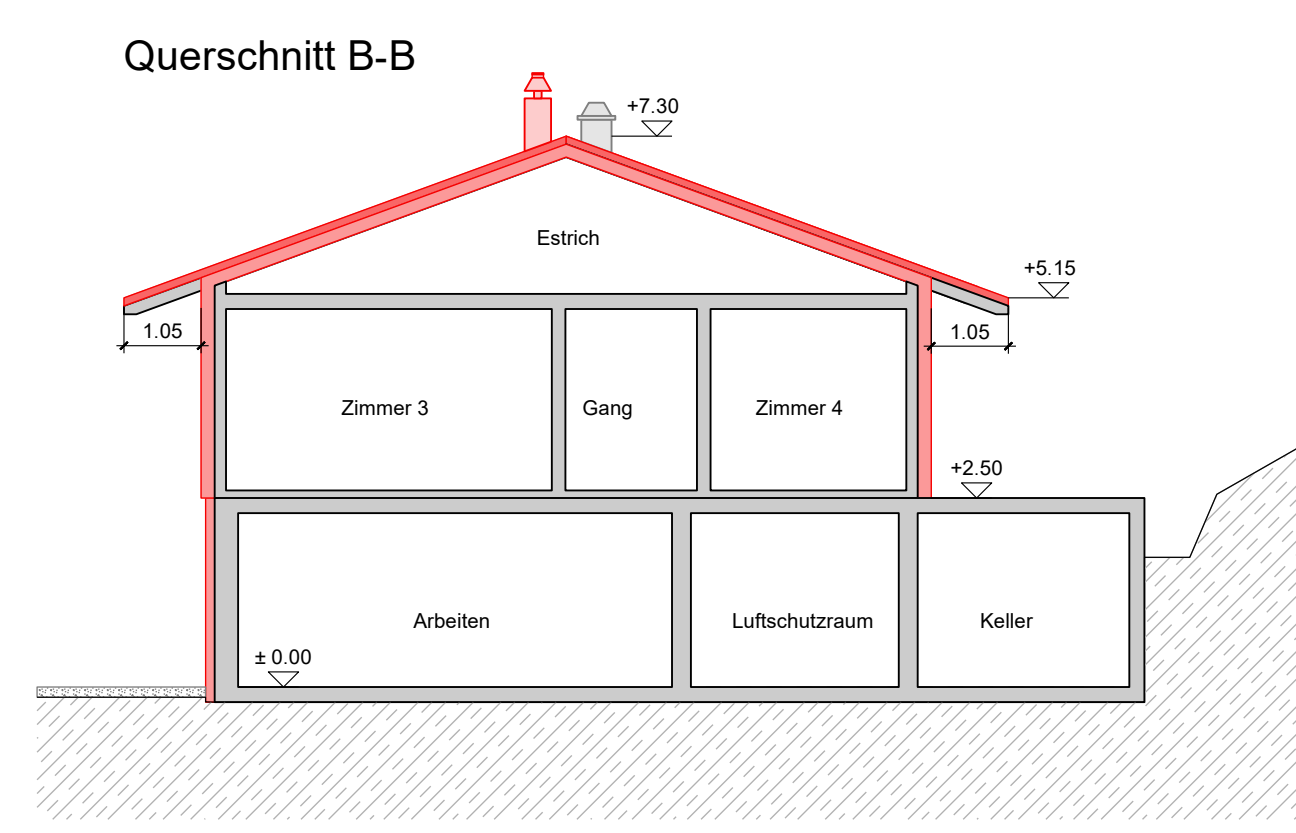 Querschnitt B-B
+7.30
Estrich
+5.15
1.05
1.05
Zimmer 3
Gang
Zimmer 4
+2.50
Arbeiten
Luftschutzraum
Keller
± 0.00